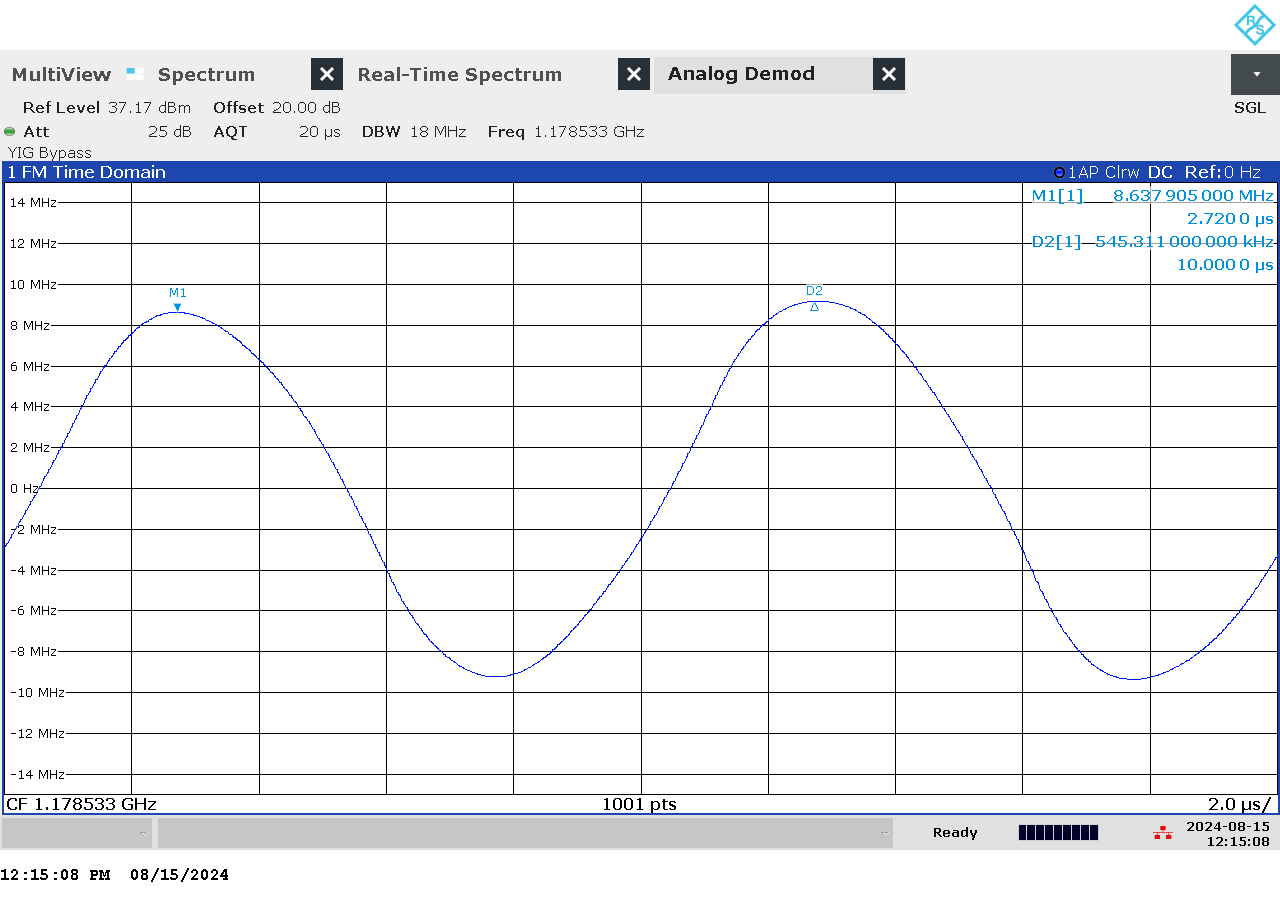 R S
MultiView Spectrum Real-Time Spectrum Analog Demod
Ref Level 37.17 dBm Offset 20.00 dB
SGL
Att 25 dB AQT 20 µs DBW 18 MHz Freq 1.178533 GHz
YIG Bypass
1 FM Time Domain 1AP Clrw DC Ref:0 Hz
M1[1] 8.637 905 000 MHz
2.720 0 µs
D2[1] 545.311 000 000 kHz
10.000 0 µs
14 MHz
12 MHz
10 MHz
M1
D2
8 MHz
6 MHz
4 MHz
2 MHz
0 Hz
-2 MHz
-4 MHz
-6 MHz
-8 MHz
-10 MHz
-12 MHz
-14 MHz
CF 1.178533 GHz 1001 pts 2.0 µs/
Ready
2024-08-15
12:15:08
12:15:08 PM 08/15/2024